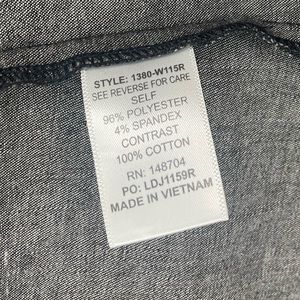 STYLE: 1380-W115R
SEE REVERSE FOR CARE
SELF
96% POLYESTER
4% SPANDEX
CONTRAST
100% COTTON
RN: 148704
PO: LDJ1159R
MADE IN VIETNAM